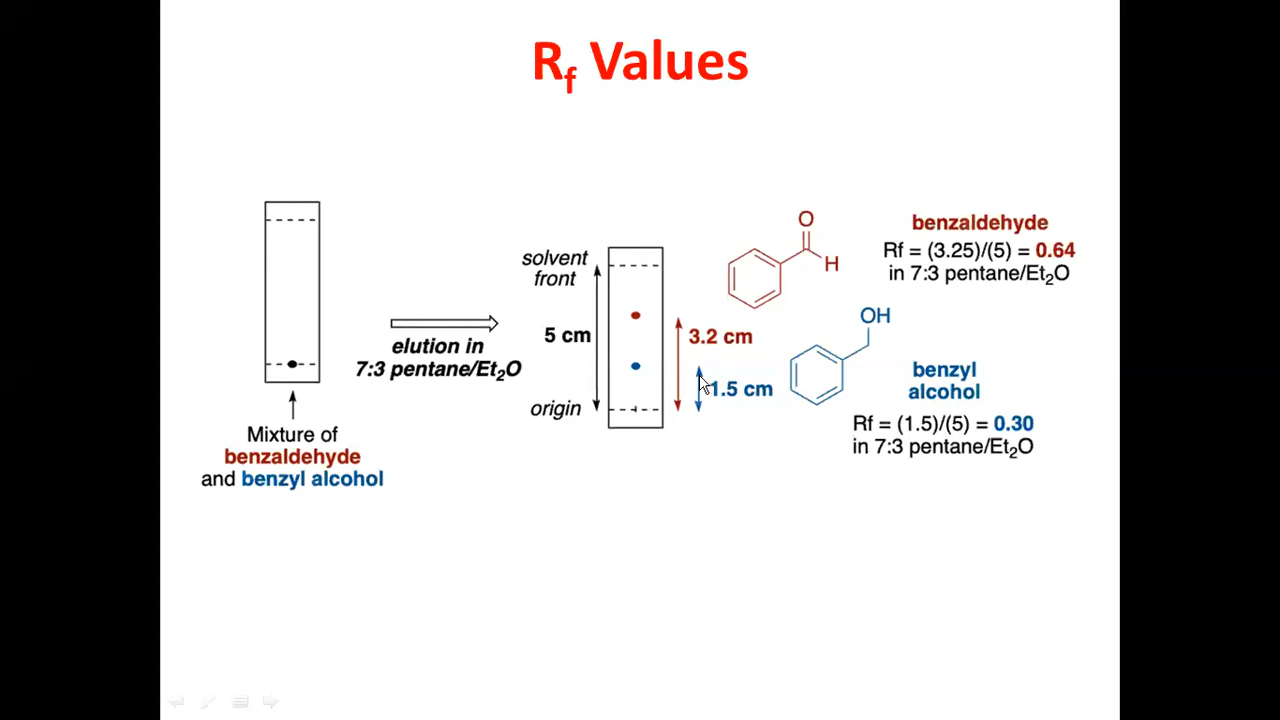 Rf Values
solvent
front
5 cm
origin
elution in
7:3 pentane/Et2O
Mixture of
benzaldehyde
and benzyl alcohol
3.2 cm
1.5 cm
O
H
OH
benzaldehyde
Rf = (3.25)/(5) = 0.64
in 7:3 pentane/Et2O
benzyl
alcohol
Rf = (1.5)/(5) = 0.30
in 7:3 pentane/Et2O